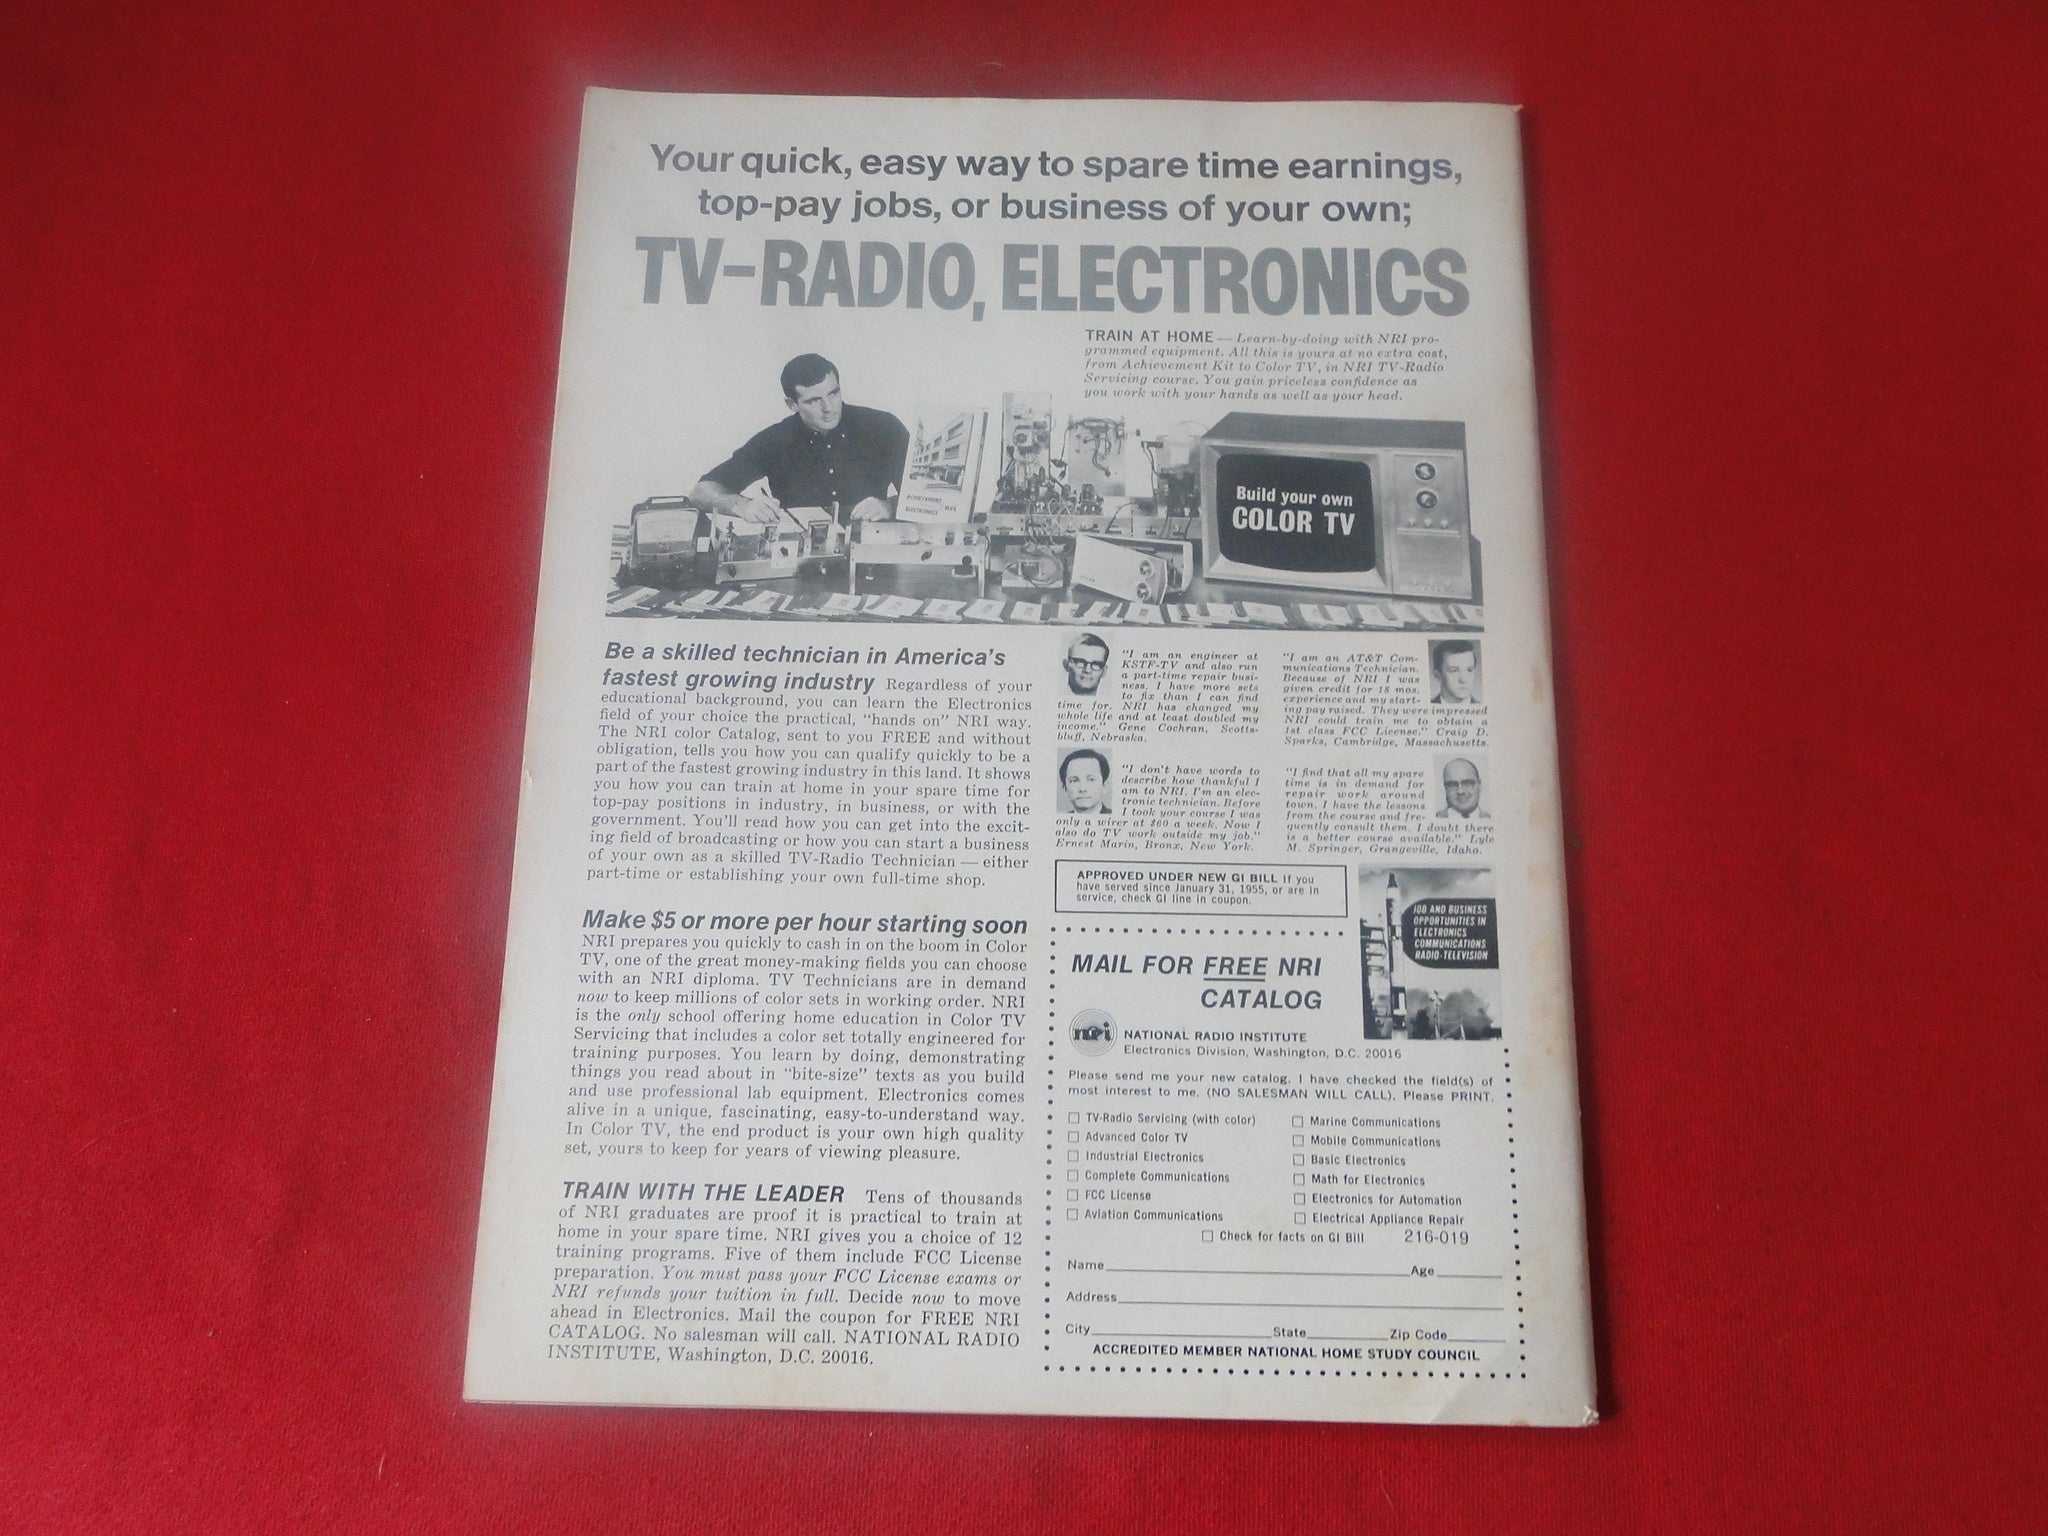 Your quick, easy way to spare time earnings,
top-pay jobs, or business of your own;
TV-RADIO, ELECTRONICS
TRAIN AT HOME — Learn-by-doing with NRI pro-
grammed equipment. All this is yours at no extra cost,
from Achievement Kit to Color TV, in NRI TV-Radio
Servicing course. You gain priceless confidence as
you work with your hands as well as your head.
ACHIEVEMENT
ELECTRONICS
Build your own
COLOR TV
Be a skilled technician in America's
fastest growing industry Regardless of your
educational background, you can learn the Electronics
field of your choice the practical, "hands on" NRI way.
The NRI color Catalog, sent to you FREE and without
obligation, tells you how you can qualify quickly to be a
part of the fastest growing industry in this land. It shows
you how you can train at home in your spare time for
top-pay positions in industry, in business, or with the
government. You'll read how you can get into the excit-
ing field of broadcasting or how you can start a business
of your own as a skilled TV-Radio Technician — either
part-time or establishing your own full-time shop.
Make $5 or more per hour starting soon
NRI prepares you quickly to cash in on the boom in Color
TV, one of the great money-making fields you can choose
with an NRI diploma. TV Technicians are in demand
now to keep millions of color sets in working order. NRI
is the only school offering home education in Color TV
Servicing that includes a color set totally engineered for
training purposes. You learn by doing, demonstrating
things you read about in "bite-size" texts as you build
and use professional lab equipment. Electronics comes
alive in a unique, fascinating, easy-to-understand way.
In Color TV, the end product is your own high quality
set, yours to keep for years of viewing pleasure.
TRAIN WITH THE LEADER Tens of thousands
of NRI graduates are proof it is practical to train at
home in your spare time. NRI gives you a choice of 12
training programs. Five of them include FCC License
preparation. You must pass your FCC License exams or
NRI refunds your tuition in full. Decide now to move
ahead in Electronics. Mail the coupon for FREE NRI
CATALOG. No salesman will call. NATIONAL RADIO
INSTITUTE, Washington, D.C. 20016.
"I am an engineer at
KSTF-TV and also run
a part-time repair busi-
ness. I have more sets
to fix than I can find
time for. NRI has changed my
whole life and at least doubled my
income." Gene Cochran, Scotts-
bluff, Nebraska.
"I am an AT&T Com-
munications Technician.
Because of NRI I was
given credit for 18 mos.
experience and my start-
ing pay raised. They were impressed
NRI could train me to obtain a
1st class FCC License." Craig D.
Sparks, Cambridge, Massachusetts.
"I don't have words to
describe how thankful I
am to NRI. I'm an elec-
tronic technician. Before
I took your course I was
only a wirer at $60 a week. Now I
also do TV work outside my job."
Ernest Marin, Bronx, New York.
"I find that all my spare
time is in demand for
repair work around
town. I have the lessons
from the course and fre-
quently consult them. I doubt there
is a better course available." Lyle
M. Springer, Grangeville, Idaho.
APPROVED UNDER NEW GI BILL If you
have served since January 31, 1955, or are in
service, check GI line in coupon.
JOB AND BUSINESS
OPPORTUNITIES IN
ELECTRONICS
COMMUNICATIONS
RADIO-TELEVISION
MAIL FOR FREE NRI
CATALOG
nri
NATIONAL RADIO INSTITUTE
Electronics Division, Washington, D.C. 20016
Please send me your new catalog. I have checked the field(s) of
most interest to me. (NO SALESMAN WILL CALL). Please PRINT.
TV-Radio Servicing (with color)
Advanced Color TV
Industrial Electronics
Complete Communications
FCC License
Aviation Communications
Marine Communications
Mobile Communications
Basic Electronics
Math for Electronics
Electronics for Automation
Electrical Appliance Repair
Check for facts on GI Bill 216-019
Name Age
Address
City State Zip Code
ACCREDITED MEMBER NATIONAL HOME STUDY COUNCIL